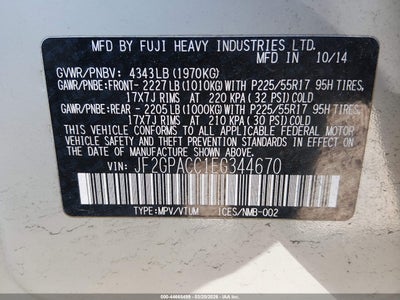 MFD BY FUJI HEAVY INDUSTRIES LTD.
MFD IN 10/14
GVWR/PNBV: 4343LB (1970KG)
GAWR/PNBE:FRONT- 2227LB (1010KG)WITH P225/55R17 95H TIRES,
17X7J RIMS AT 220 KPA (32 PSI) COLD
GAWR/PNBE:REAR - 2205LB (1000KG)WITH P225/55R17 95H TIRES,
17X7J RIMS AT 210 KPA (30 PSI) COLD
THIS VEHICLE CONFORMS TO ALL APPLICABLE FEDERAL MOTOR
VEHICLE SAFETY, BUMPER, AND THEFT PREVENTION STANDARDS
IN EFFECT ON THE DATE OF MANUFACTURE SHOWN ABOVE.
VIN: JF2GPACC1EG344670
TYPE:MPV/VTUM ICES/NMB-002